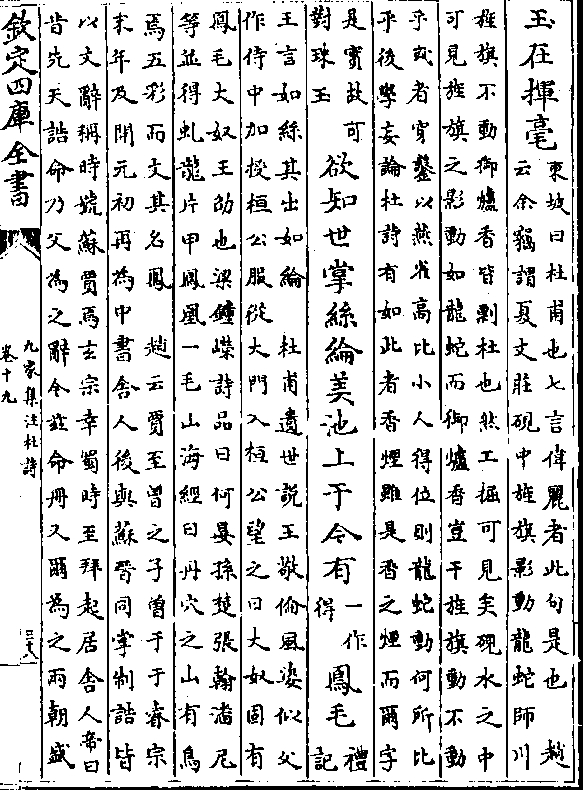 玉在揮毫東坡曰杜甫也七言偉麗者此句是也 趙
云余竊謂夏文莊硯中旌旗影動龍蛇師川
旌旗不動御爐香皆剽杜也然工掘可見矣硯水之中
可見旌旗之影動如龍蛇而御爐香豈干旌旗動不動
乎或者穿鑿以燕雀高比小人得位則龍蛇動何所比
乎後學妄論杜詩有如此者香煙雖是香之煙而爾字
是實故可
對珠玉
欲知世掌絲綸美池上于今有一作得鳳毛禮記
王言如絲其出如綸 杜甫遺世說王敬倫風姿似父
作侍中加授桓公服從大門入桓公望之曰大奴固有
鳳毛大奴王劭也梁鍾嶸詩品曰何晏孫楚張翰潘尼
等並得虬龍片甲鳳凰一毛山海經曰丹穴之山有鳥
焉五彩而文其名鳳 趙云賈至曾之子曾于于睿宗
末年及開元初再為中書舍人後與蘇晉同掌制誥皆
以文辭稱時號蘇賈焉玄宗幸蜀時至拜起居舍人帝曰
昔先天誥命乃父為之辭今茲命冊又爾為之兩朝盛
欽定四庫全書
九家集注杜詩
卷十九